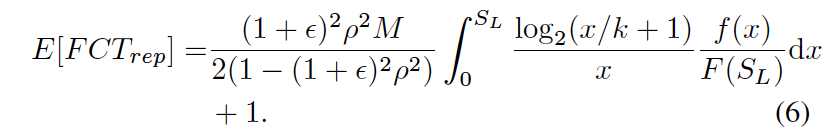 E[FCT_{rep}] = \frac{(1 + \epsilon)^2 \rho^2 M}{2(1 - (1 + \epsilon)^2 \rho^2)} \int_0^{S_L} \frac{\log_2(x/k + 1)}{x} \frac{f(x)}{F(S_L)} dx
+ 1. (6)